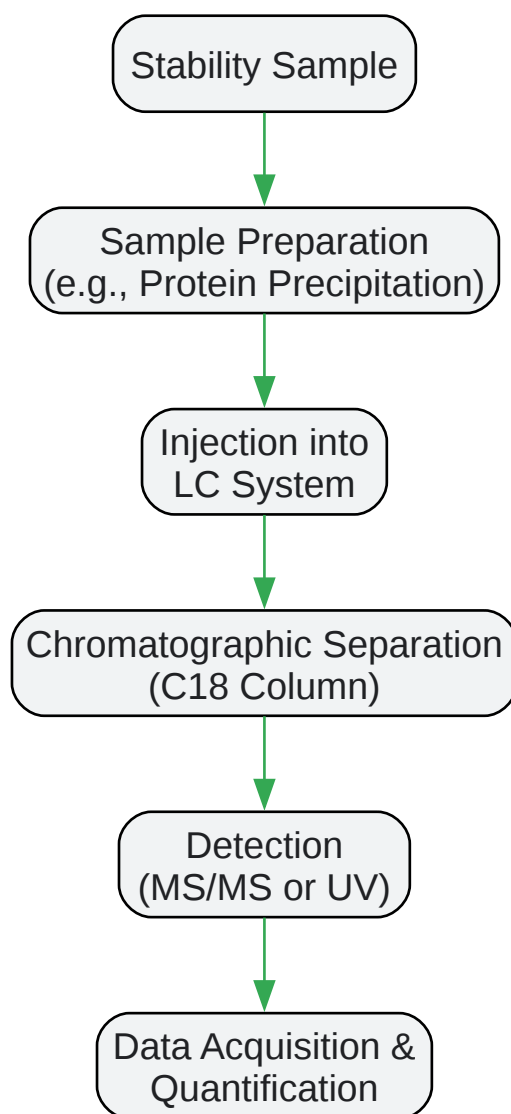 Stability Sample
Sample Preparation
(e.g., Protein Precipitation)
Injection into
LC System
Chromatographic Separation
(C18 Column)
Detection
(MS/MS or UV)
Data Acquisition &
Quantification